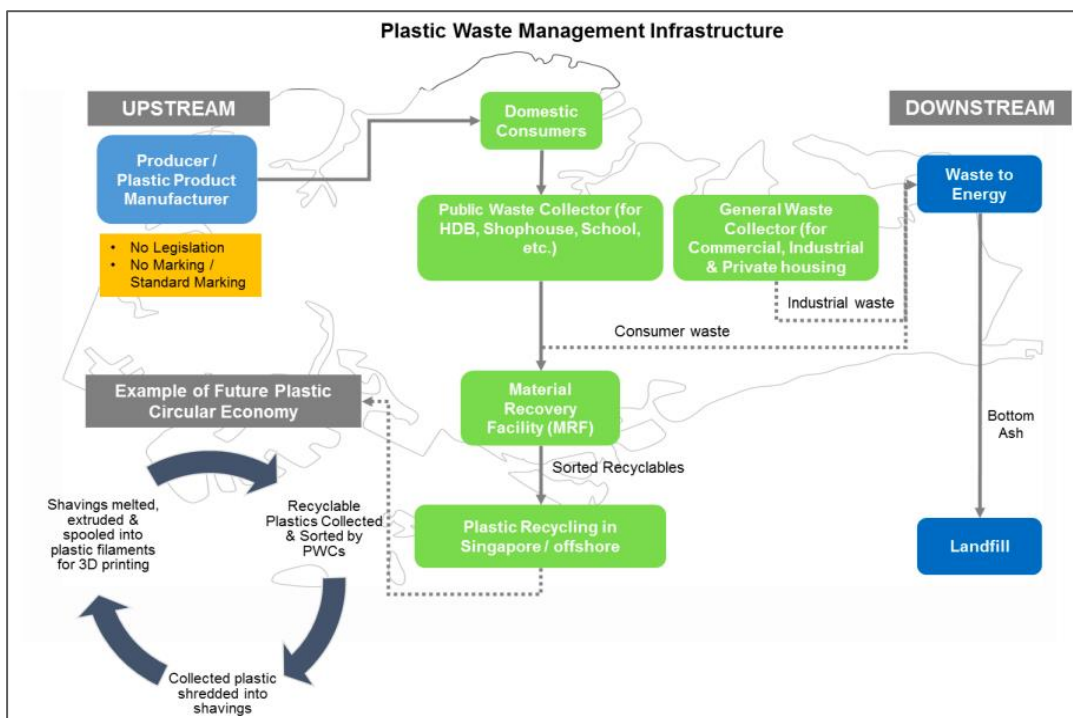 Plastic Waste Management Infrastructure
UPSTREAM
Producer /
Plastic Product
Manufacturer
• No Legislation
• No Marking /
Standard Marking
Domestic
Consumers
Public Waste Collector (for
HDB, Shophouse, School,
etc.)
General Waste
Collector (for
Commercial, Industrial
& Private housing
DOWNSTREAM
Waste to
Energy
Industrial waste
Consumer waste
Material
Recovery
Facility (MRF)
Sorted Recyclables
Plastic Recycling in
Singapore / offshore
Bottom
Ash
Landfill
Example of Future Plastic
Circular Economy
Recyclable
Plastics Collected
& Sorted by
PWCs
Collected plastic
shredded into
shavings
Shavings melted,
extruded &
spooled into
plastic filaments
for 3D printing